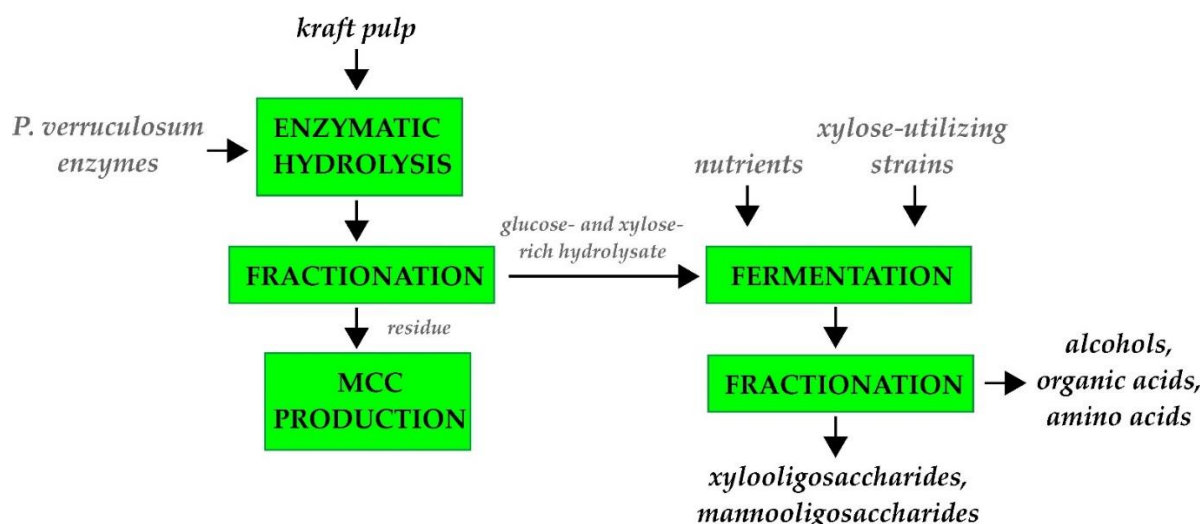 kraft pulp
P. verruculosum
enzymes
ENZYMATIC
HYDROLYSIS
nutrients
xylose-utilizing
strains
glucose- and xylose-
rich hydrolysate
FRACTIONATION
FERMENTATION
residue
MCC
PRODUCTION
FRACTIONATION
alcohols,
organic acids,
amino acids
xylooligosaccharides,
mannooligosaccharides